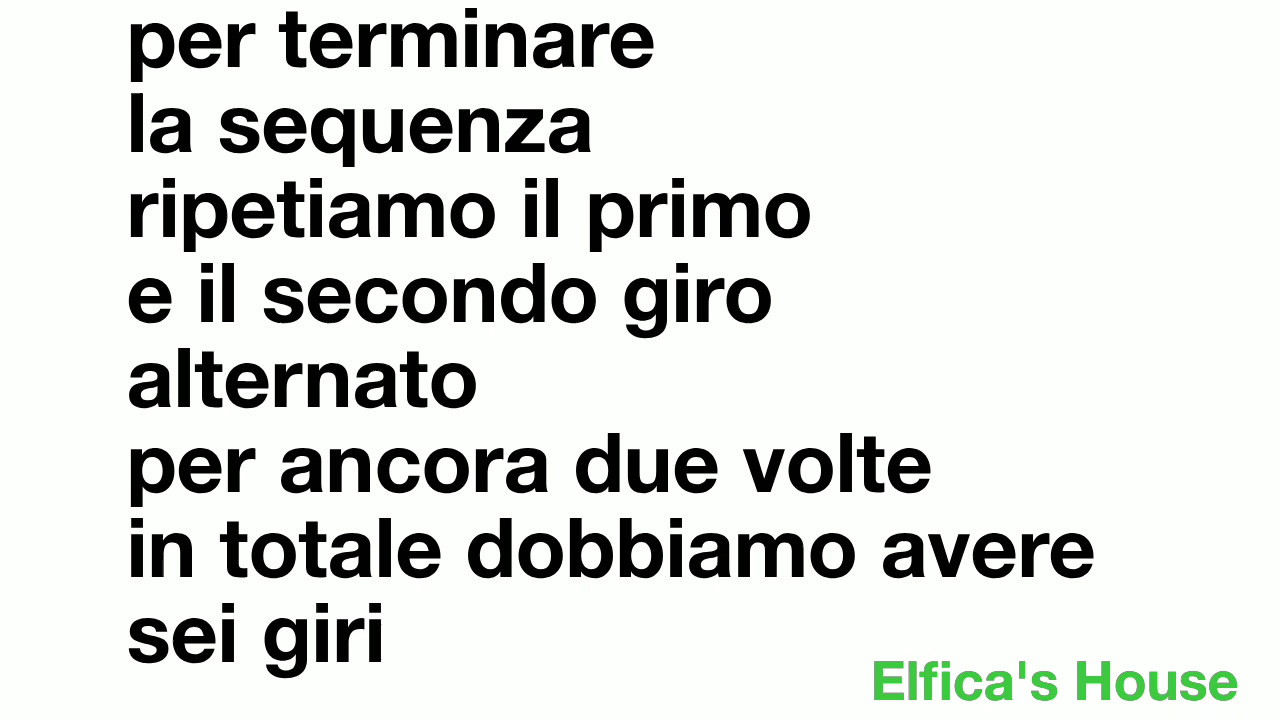 per terminare
la sequenza
ripetiamo il primo
e il secondo giro
alternato
per ancora due volte
in totale dobbiamo avere
sei giri
Elfica's House